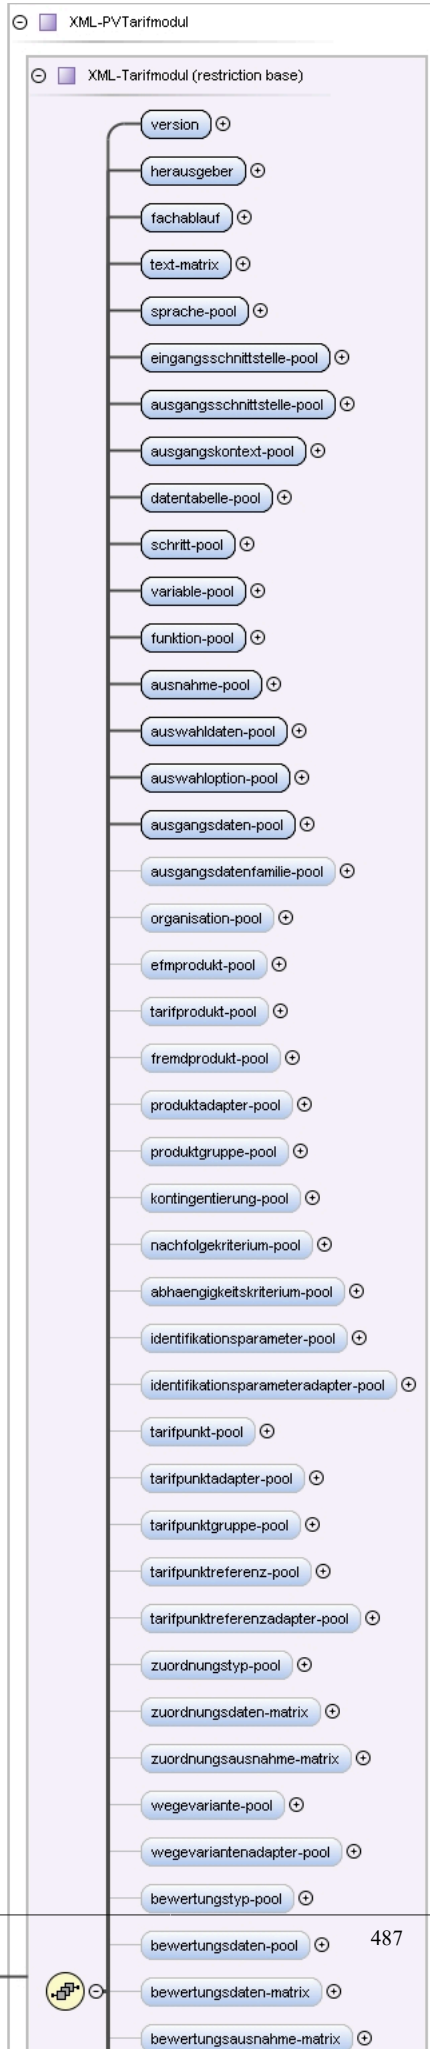 XML-PVTarifmodul
XML-Tarifmodul (restriction base)
version
herausgeber
fachablauf
text-matrix
sprache-pool
eingangsschnittstelle-pool
ausgangsschnittstelle-pool
ausgangskontext-pool
datentabelle-pool
schritt-pool
variable-pool
funktion-pool
ausnahme-pool
auswahldaten-pool
auswahloption-pool
ausgangsdaten-pool
ausgangsdatenfamilie-pool
organisation-pool
efmprodukt-pool
tarifprodukt-pool
fremdprodukt-pool
produktadapter-pool
produktgruppe-pool
kontingentierung-pool
nachfolgekriterium-pool
abhaengigkeitskriterium-pool
identifikationsparameter-pool
identifikationsparameteradapter-pool
tarifpunkt-pool
tarifpunktadapter-pool
tarifpunktgruppe-pool
tarifpunktreferenz-pool
tarifpunktreferenzadapter-pool
zuordnungstyp-pool
zuordnungsdaten-matrix
zuordnungsausnahme-matrix
wegevariante-pool
wegevariantenadapter-pool
bewertungstyp-pool
bewertungsdaten-pool
487
bewertungsdaten-matrix
bewertungsausnahme-matrix